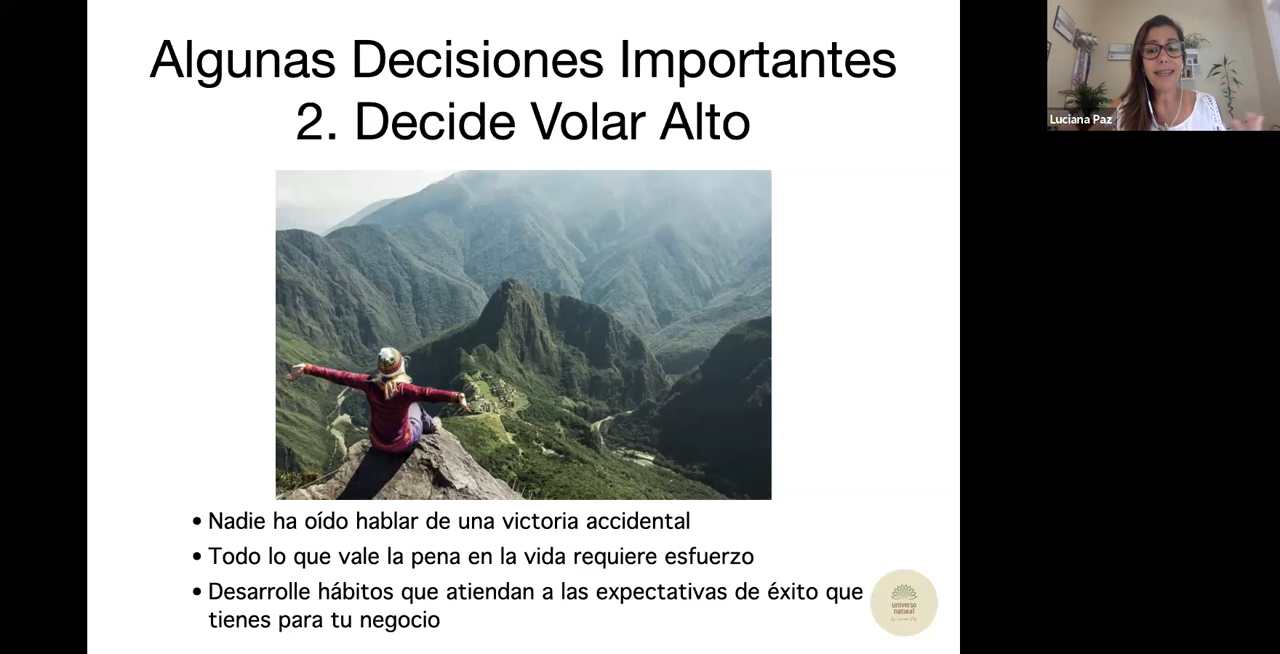 Algunas Decisiones Importantes
2. Decide Volar Alto
Luciana Paz
• Nadie ha oído hablar de una victoria accidental
• Todo lo que vale la pena en la vida requiere esfuerzo
• Desarrolle hábitos que atiendan a las expectativas de éxito que
tienes para tu negocio
universo
natural